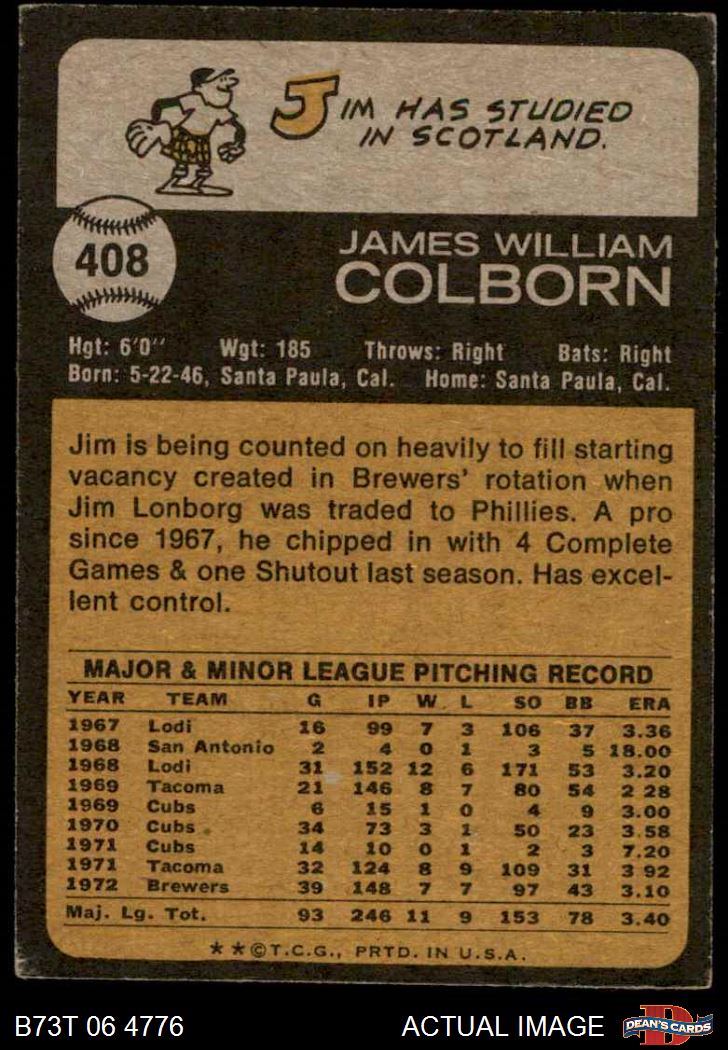 JIM HAS STUDIED
IN SCOTLAND.
408
JAMES WILLIAM
COLBORN
Hgt: 6'0'' Wgt: 185 Throws: Right Bats: Right
Born: 5-22-46, Santa Paula, Cal. Home: Santa Paula, Cal.
Jim is being counted on heavily to fill starting
vacancy created in Brewers' rotation when
Jim Lonborg was traded to Phillies. A pro
since 1967, he chipped in with 4 Complete
Games & one Shutout last season. Has excel-
lent control.
MAJOR & MINOR LEAGUE PITCHING RECORD
YEAR TEAM G IP W L SO BB ERA
1967 Lodi 16 99 7 3 106 37 3.36
1968 San Antonio 2 4 0 1 3 5 18.00
1968 Lodi 31 152 12 6 171 53 3.20
1969 Tacoma 21 146 8 7 80 54 2 28
1969 Cubs 6 15 1 0 4 9 3.00
1970 Cubs 34 73 3 1 50 23 3.58
1971 Cubs 14 10 0 1 2 3 7.20
1971 Tacoma 32 124 8 9 109 31 3 92
1972 Brewers 39 148 7 7 97 43 3.10
Maj. Lg. Tot. 93 246 11 9 153 78 3.40
★★©T.C.G., PRTD. IN U.S.A.
B73T 06 4776 ACTUAL IMAGE
D
DEAN'S CARDS